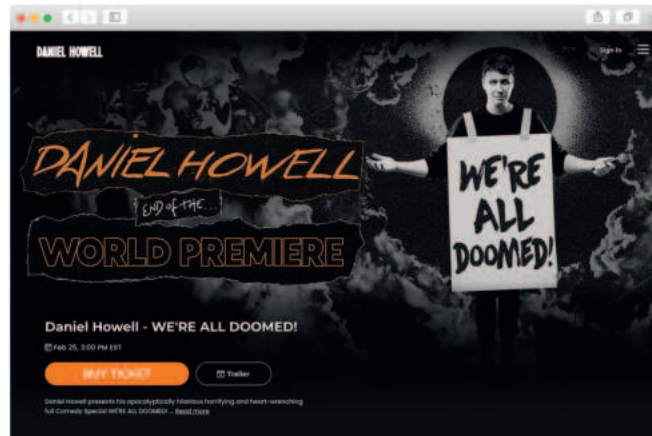 DANIEL HOWELL
Sign In
DANIEL HOWELL
END OF THE...
WORLD PREMIERE
WE'RE
ALL
DOOMED!
Daniel Howell - WE'RE ALL DOOMED!
Feb 25, 3:00 PM EST
BUY TICKET
Trailer
Daniel Howell presents his apocalyptically hilarious horrifying and heart-wrenching
full Comedy Special WE'RE ALL DOOMED! ... Read more